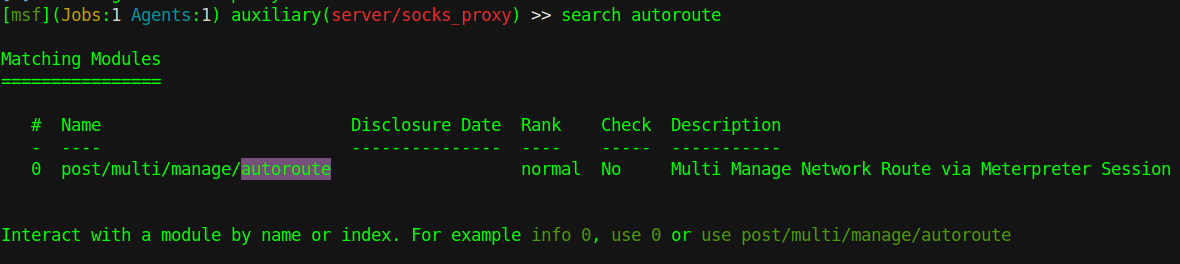 [msf](Jobs:1 Agents:1) auxiliary(server/socks_proxy) >> search autoroute
Matching Modules
================
#  Name                         Disclosure Date  Rank    Check  Description
-  ----                         ---------------  ----    -----  -----------
0  post/multi/manage/autoroute                   normal  No     Multi Manage Network Route via Meterpreter Session
Interact with a module by name or index. For example info 0, use 0 or use post/multi/manage/autoroute